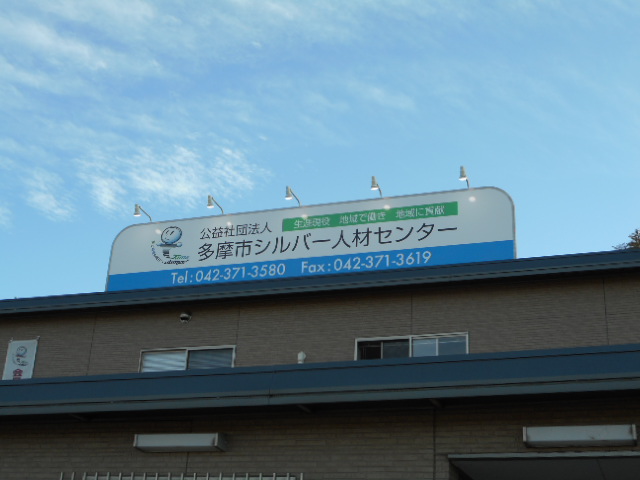 公益社団法人 生涯現役 地域で働き 地域に貢献
多摩市シルバー人材センター
Tel:042-371-3580 Fax:042-371-3619